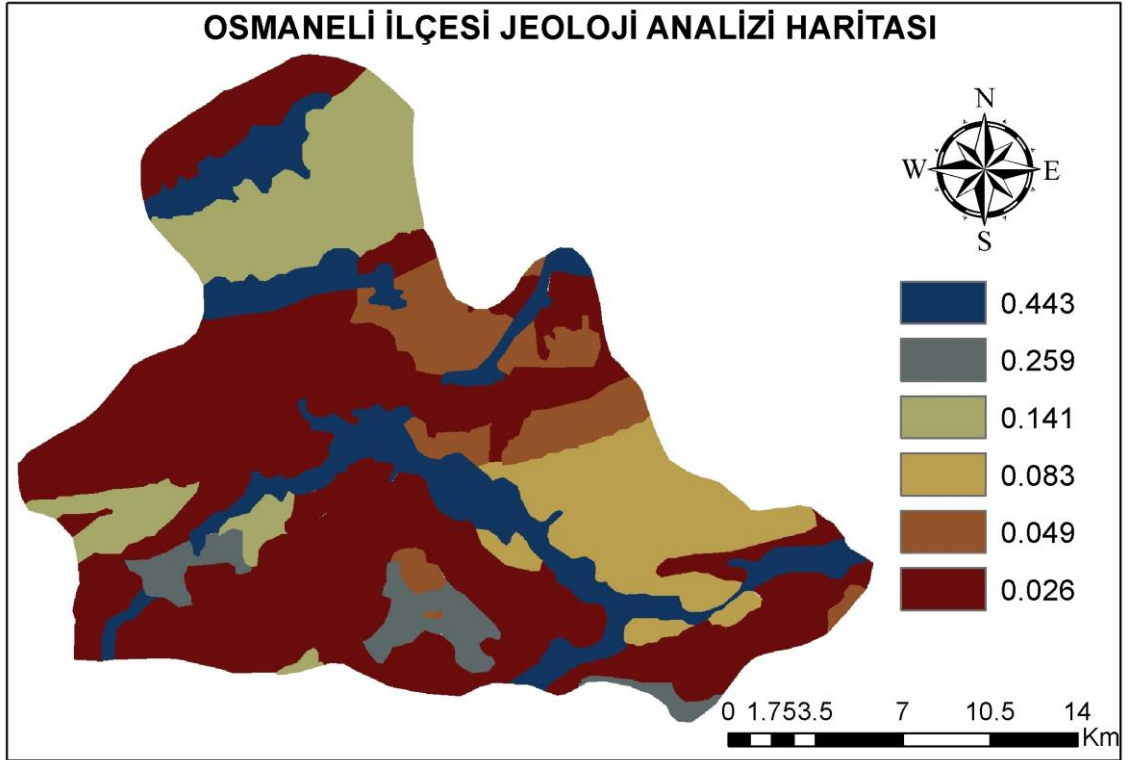 OSMANELİ İLÇESİ JEOLOJİ ANALİZİ HARİTASI
N
W E
S
0.443
0.259
0.141
0.083
0.049
0.026
0 1.753.5 7 10.5 14
Km